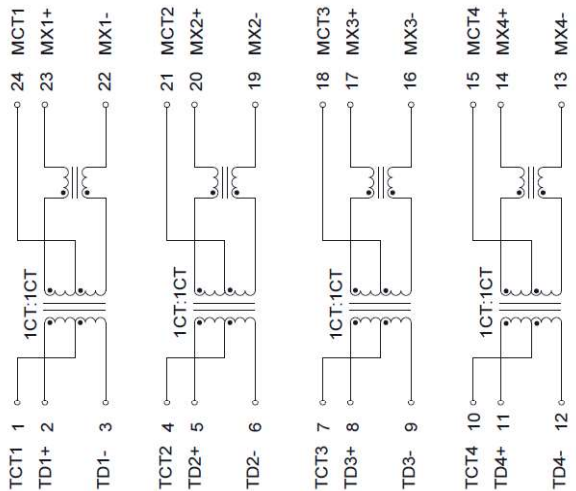 MCT1
MX1+
MX1-
MCT2
MX2+
MX2-
MCT3
MX3+
MX3-
MCT4
MX4+
MX4-
24
23
22
21
20
19
18
17
16
15
14
13
1CT:1CT
1CT:1CT
1CT:1CT
1CT:1CT
1
2
3
4
5
6
7
8
9
10
11
12
TCT1
TD1+
TD1-
TCT2
TD2+
TD2-
TCT3
TD3+
TD3-
TCT4
TD4+
TD4-